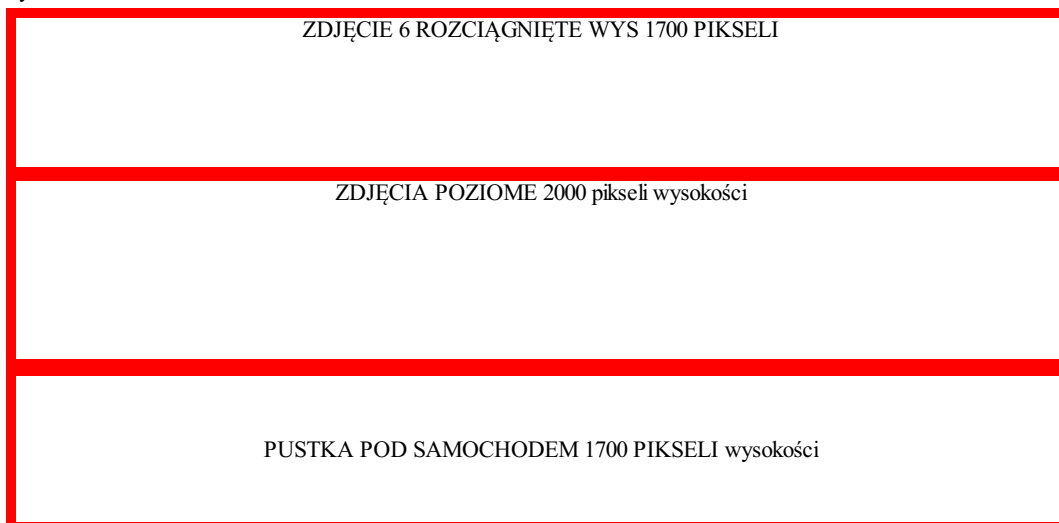 ZDJĘCIE 6 ROZCIĄGNIĘTE WYS 1700 PIKSELI
ZDJĘCIA POZIOME 2000 pikseli wysokości
PUSTKA POD SAMOCHODEM 1700 PIKSELI wysokości